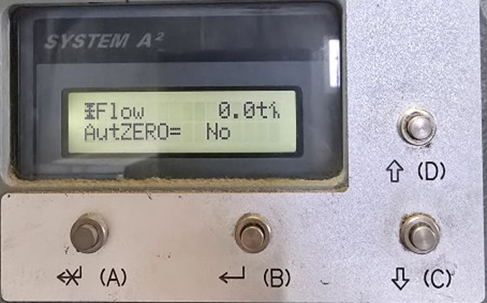 SYSTEM A²
Flow 0.0t/h
AutZERO= No
⇧ (D)
(A)
↵ (B)
⇩ (C)